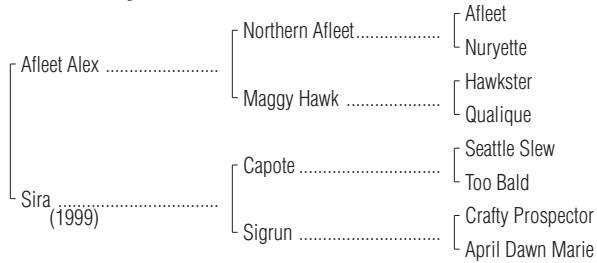 Afleet
Northern Afleet..................
Nuryette
Afleet Alex ........................
Hawkster
Maggy Hawk ....................
Qualique
Seattle Slew
Capote ..............................
Too Bald
Sira ..................................
(1999)
Crafty Prospector
Sigrun ..............................
April Dawn Marie